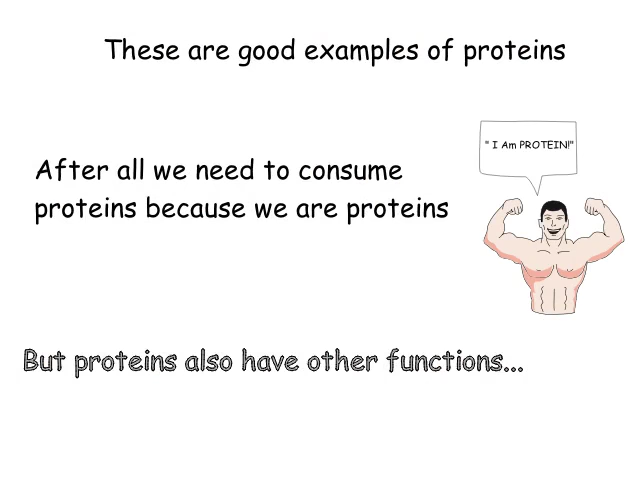 These are good examples of proteins
" I Am PROTEIN!"
After all we need to consume
proteins because we are proteins
But proteins also have other functions...